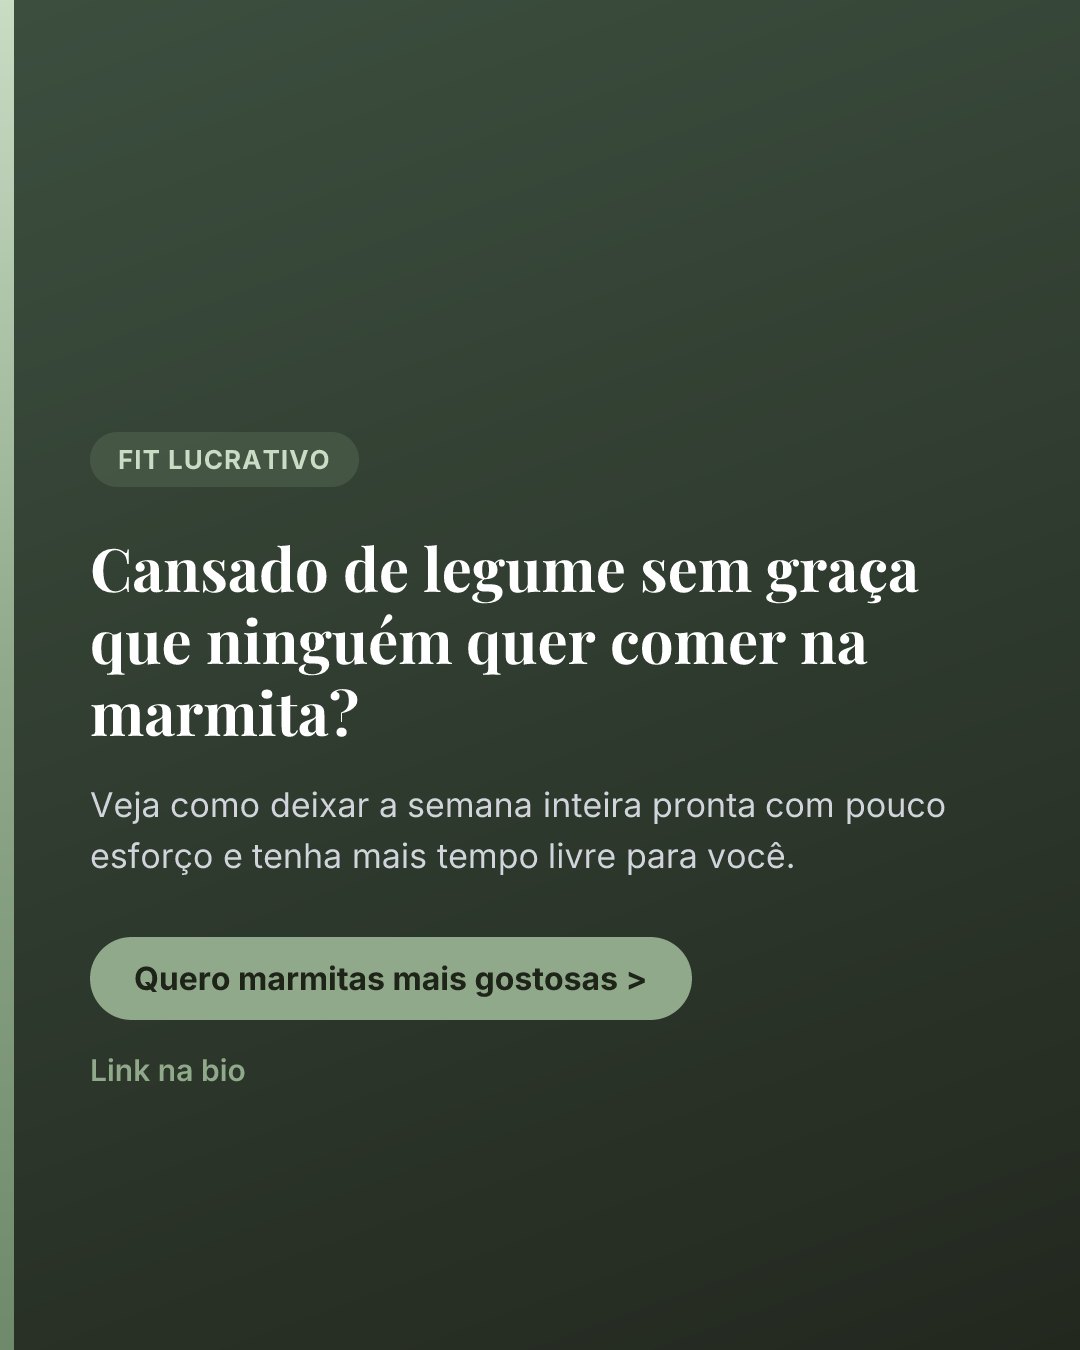 FIT LUCRATIVO
Cansado de legume sem graça
que ninguém quer comer na
marmita?
Veja como deixar a semana inteira pronta com pouco
esforço e tenha mais tempo livre para você.
Quero marmitas mais gostosas >
Link na bio